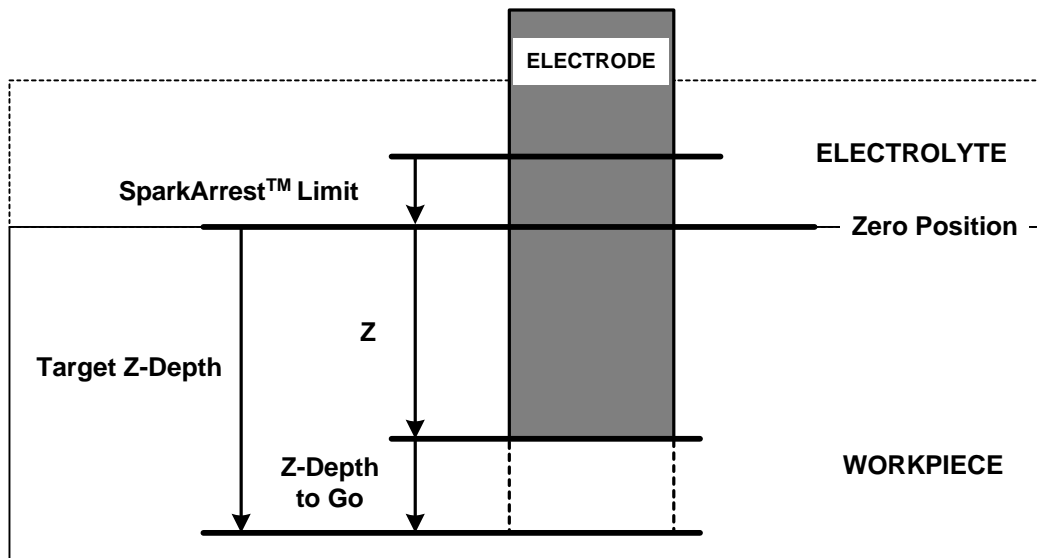 ELECTRODE
ELECTROLYTE
SparkArrest™ Limit
Zero Position
Z
Target Z-Depth
Z-Depth
to Go
WORKPIECE